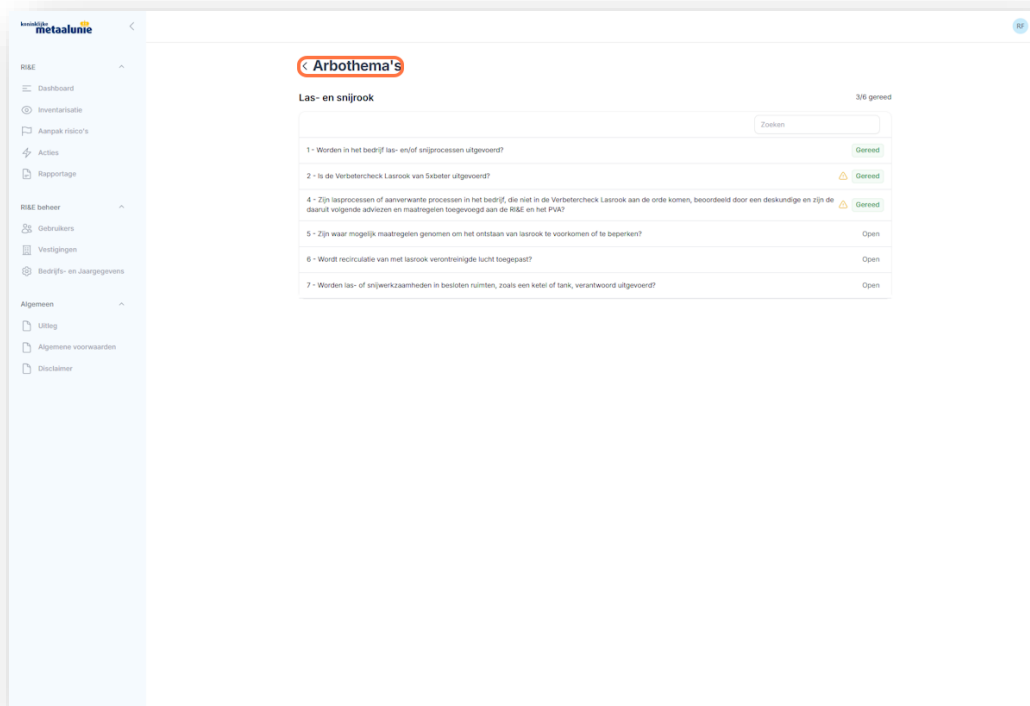 koninklijke
metaalunie
RF
RI&E
Dashboard
Inventarisatie
Aanpak risico's
Acties
Rapportage
RI&E beheer
Gebruikers
Vestigingen
Bedrijfs- en Jaargegevens
Algemeen
Uitleg
Algemene voorwaarden
Disclaimer
Arbothema's
Las- en snijrook
3/6 gereed
Zoeken
1 - Worden in het bedrijf las- en/of snijprocessen uitgevoerd?
Gereed
2 - Is de Verbetercheck Lasrook van 5xbeter uitgevoerd?
Gereed
4 - Zijn lasprocessen of aanverwante processen in het bedrijf, die niet in de Verbetercheck Lasrook aan de orde komen, beoordeeld door een deskundige en zijn de
daaruit volgende adviezen en maatregelen toegevoegd aan de RI&E en het PVA?
Gereed
5 - Zijn waar mogelijk maatregelen genomen om het ontstaan van lasrook te voorkomen of te beperken?
Open
6 - Wordt recirculatie van met lasrook verontreinigde lucht toegepast?
Open
7 - Worden las- of snijwerkzaamheden in besloten ruimten, zoals een ketel of tank, verantwoord uitgevoerd?
Open